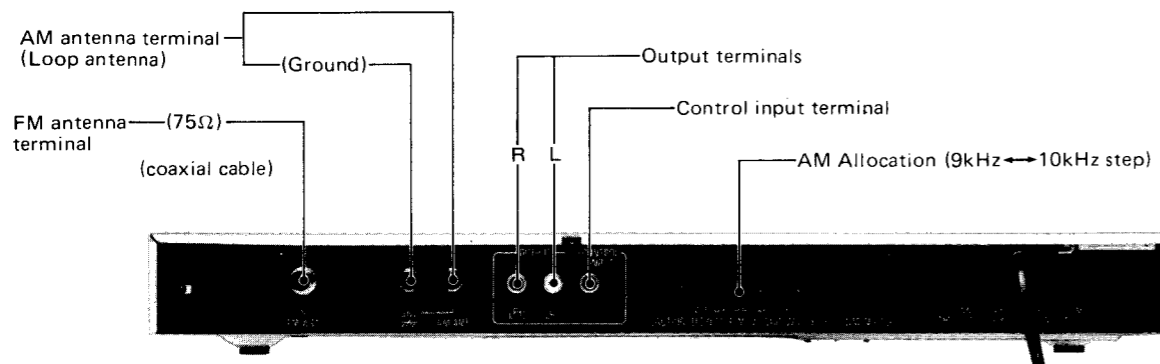 AM antenna terminal
(Loop antenna)
(Ground)
FM antenna
terminal
(75Ω)
(coaxial cable)
Output terminals
Control input terminal
R L
AM Allocation (9kHz↔10kHz step)